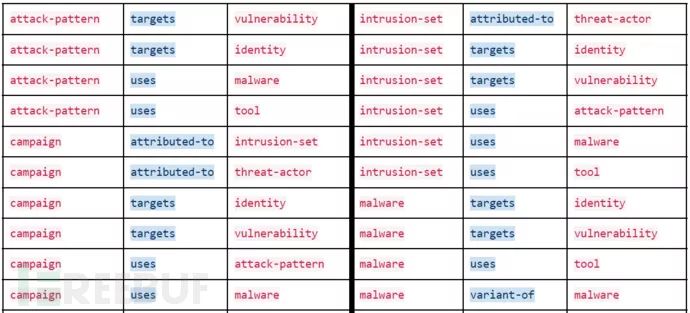 attack-pattern targets vulnerability intrusion-set attributed-to threat-actor
attack-pattern targets identity intrusion-set targets identity
attack-pattern uses malware intrusion-set targets vulnerability
attack-pattern uses tool intrusion-set uses attack-pattern
campaign attributed-to intrusion-set intrusion-set uses malware
campaign attributed-to threat-actor intrusion-set uses tool
campaign targets identity malware targets identity
campaign targets vulnerability malware targets vulnerability
campaign uses attack-pattern malware uses tool
campaign uses malware malware variant-of malware